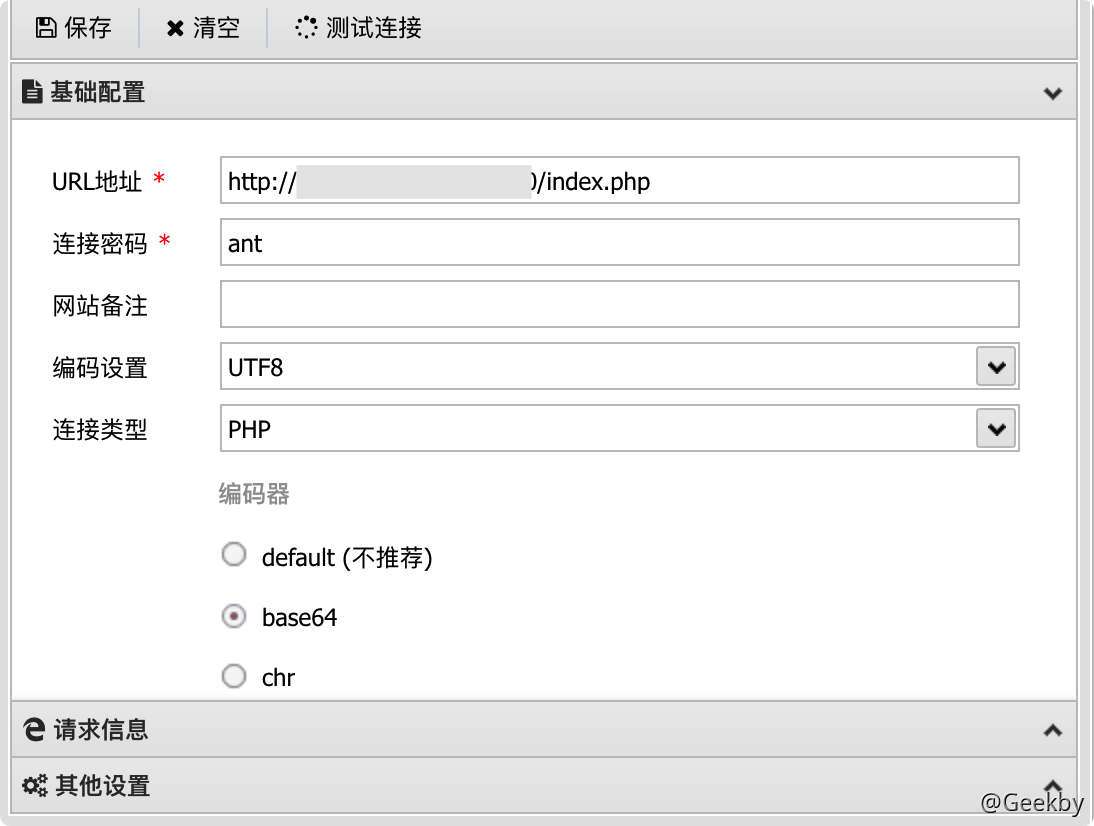 保存 清空 测试连接
基础配置
URL地址 * http:// 0/index.php
连接密码 * ant
网站备注
编码设置 UTF8
连接类型 PHP
编码器
default (不推荐)
base64
chr
请求信息
其他设置
@Geekby